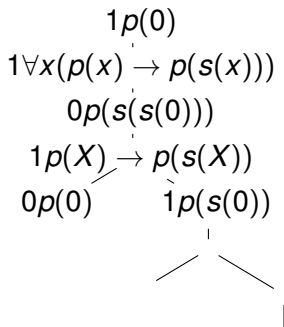 1p(0)
1∀x(p(x) → p(s(x)))
0p(s(s(0)))
1p(X) → p(s(X))
0p(0) 1p(s(0))